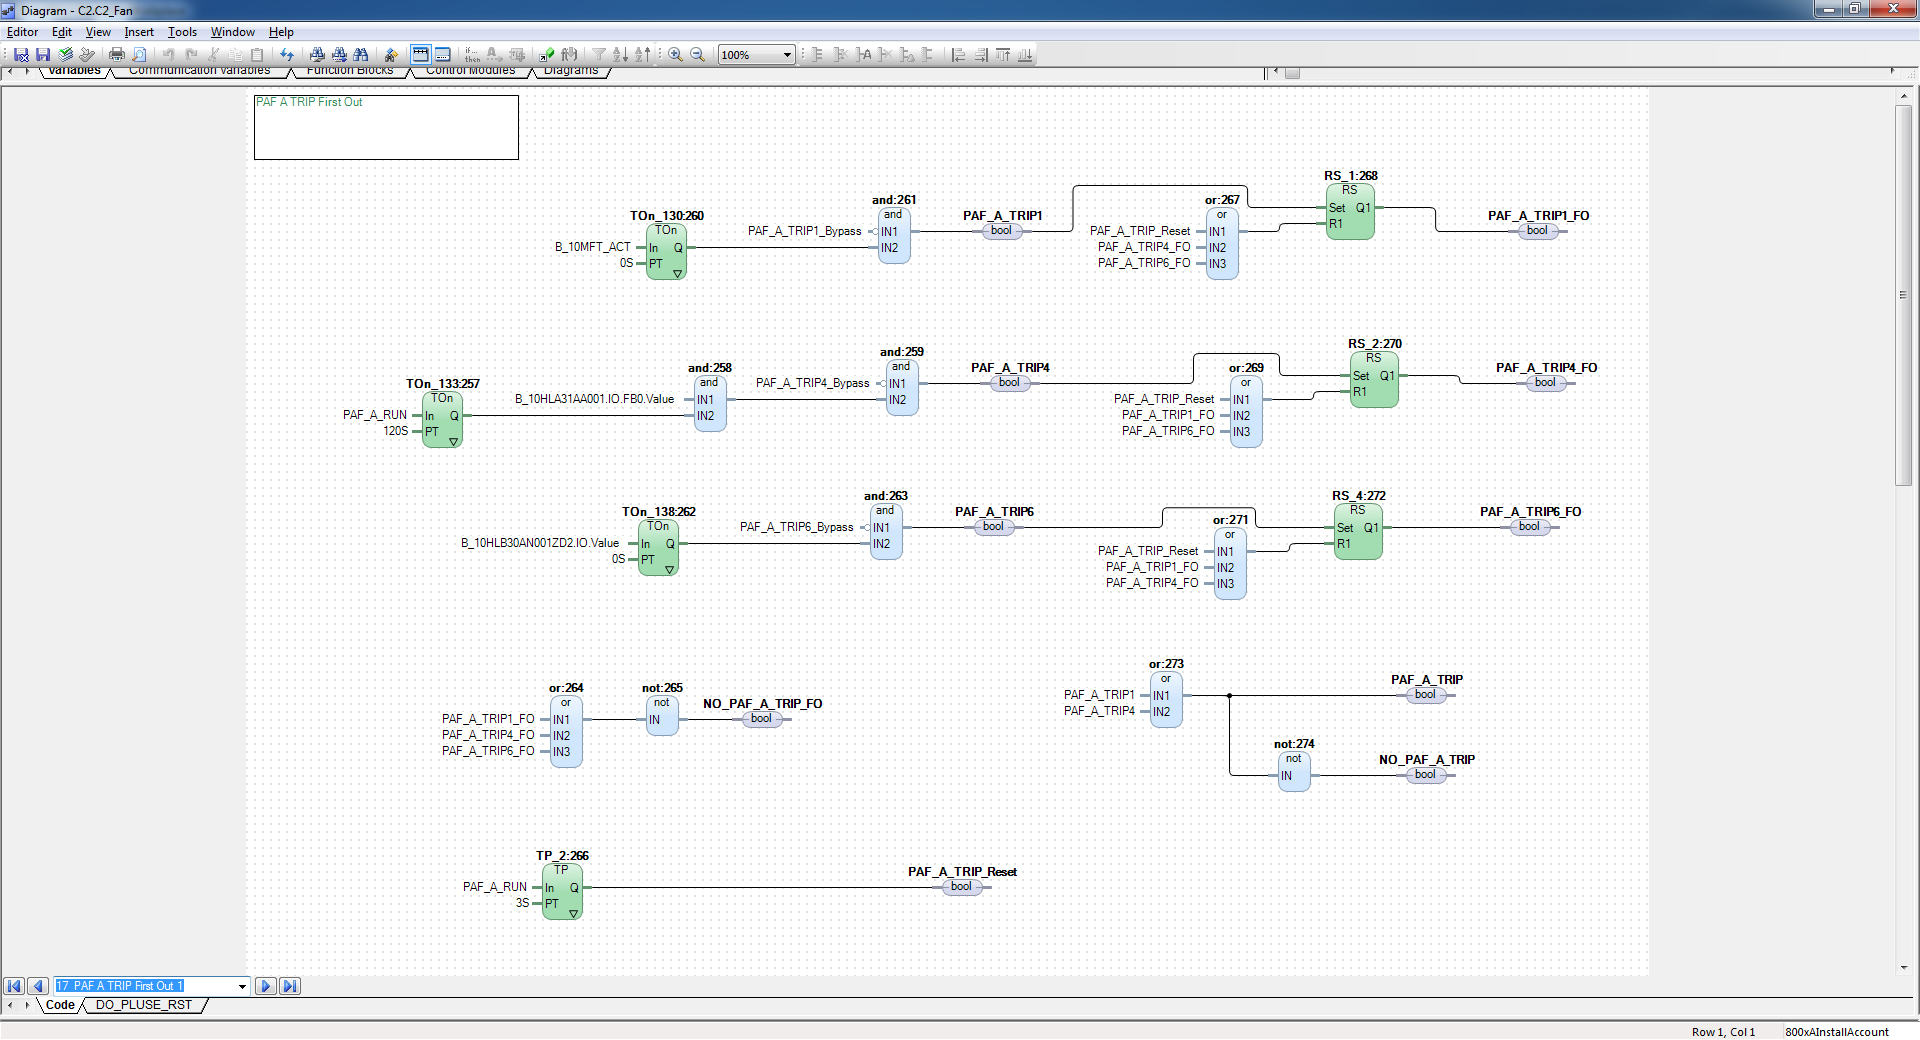 Diagram - C2.C2_Fan
Editor Edit View Insert Tools Window Help
if... then 100%
Variables Communication Variables Function Blocks Control Modules Diagrams
PAF A TRIP First Out
RS_1:268
RS
Set Q1
R1
and:261
and
IN1
IN2
or:267
or
IN1
IN2
IN3
TOn_130:260
TOn
In Q
PT
B_10MFT_ACT
0S
PAF_A_TRIP1_Bypass
PAF_A_TRIP1
bool
PAF_A_TRIP_Reset
PAF_A_TRIP4_FO
PAF_A_TRIP6_FO
PAF_A_TRIP1_FO
bool
RS_2:270
RS
Set Q1
R1
and:259
and
IN1
IN2
and:258
and
IN1
IN2
or:269
or
IN1
IN2
IN3
TOn_133:257
TOn
In Q
PT
PAF_A_RUN
120S
B_10HLA31AA001.IO.FB0.Value
PAF_A_TRIP4_Bypass
PAF_A_TRIP4
bool
PAF_A_TRIP_Reset
PAF_A_TRIP1_FO
PAF_A_TRIP6_FO
PAF_A_TRIP4_FO
bool
RS_4:272
RS
Set Q1
R1
and:263
and
IN1
IN2
or:271
or
IN1
IN2
IN3
TOn_138:262
TOn
In Q
PT
B_10HLB30AN001ZD2.IO.Value
0S
PAF_A_TRIP6_Bypass
PAF_A_TRIP6
bool
PAF_A_TRIP_Reset
PAF_A_TRIP1_FO
PAF_A_TRIP4_FO
PAF_A_TRIP6_FO
bool
or:264
or
IN1
IN2
IN3
PAF_A_TRIP1_FO
PAF_A_TRIP4_FO
PAF_A_TRIP6_FO
not:265
not
IN
NO_PAF_A_TRIP_FO
bool
or:273
or
IN1
IN2
PAF_A_TRIP1
PAF_A_TRIP4
PAF_A_TRIP
bool
not:274
not
IN
NO_PAF_A_TRIP
bool
TP_2:266
TP
In Q
PT
PAF_A_RUN
3S
PAF_A_TRIP_Reset
bool
17 PAF A TRIP First Out 1
Code DO_PLUSE_RST
Row 1, Col 1 800xAInstallAccount